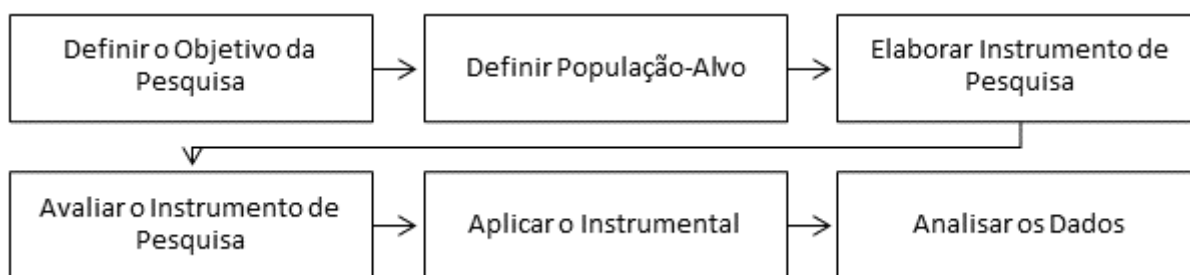 Definir o Objetivo da
Pesquisa
Definir População-Alvo
Elaborar Instrumento de
Pesquisa
Avaliar o Instrumento de
Pesquisa
Aplicar o Instrumental
Analisar os Dados